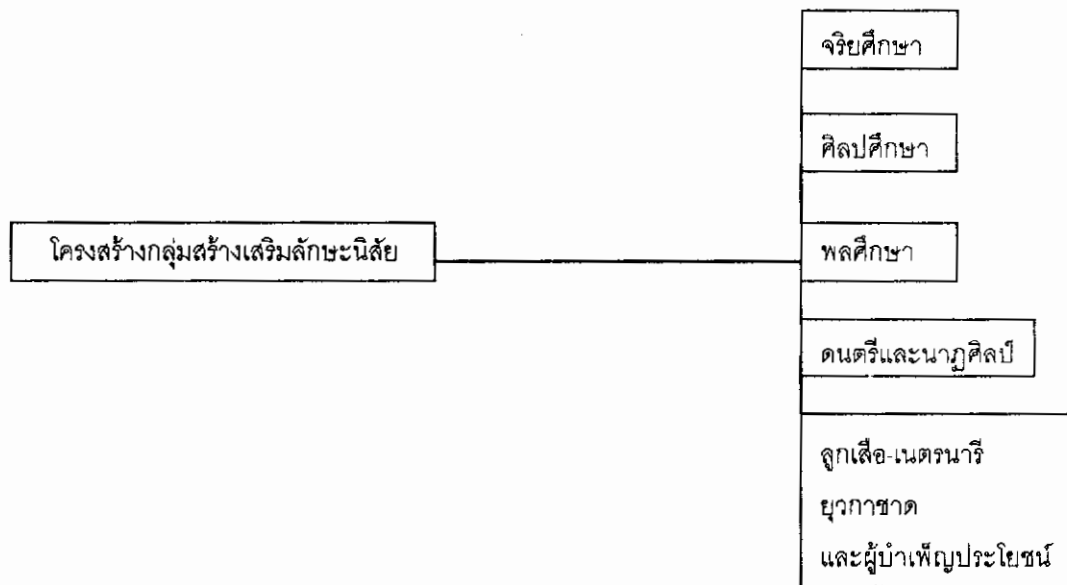 จริยศึกษา
ศิลปศึกษา
โครงสร้างกลุ่มสร้างเสริมลักษะนิสัย
พลศึกษา
ดนตรีและนาฏศิลป์
ลูกเสือ-เนตรนารี
ยุวกาชาด
และผู้บำเพ็ญประโยชน์